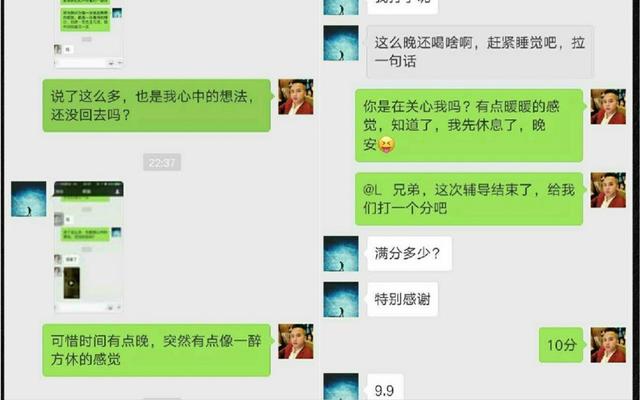 说了这么多，也是我心中的想法，
还没回去吗？
22:37
可惜时间有点晚，突然有点像一醉
方休的感觉
这么晚还喝啥啊，赶紧睡觉吧，拉
一句话
你是在关心我吗？有点暖暖的感
觉，知道了，我先休息了，晚
安😝
@L 兄弟，这次辅导结束了，给我
们打一个分吧
满分多少？
特别感谢
10分
9.9